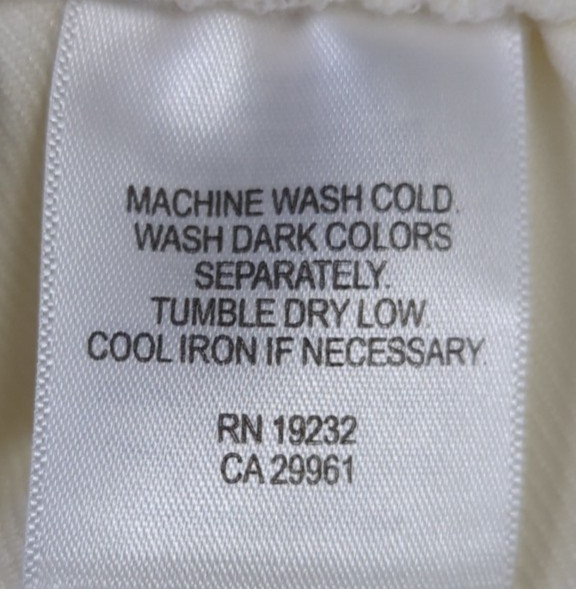 MACHINE WASH COLD.
WASH DARK COLORS
SEPARATELY.
TUMBLE DRY LOW.
COOL IRON IF NECESSARY.
RN 19232
CA 29961